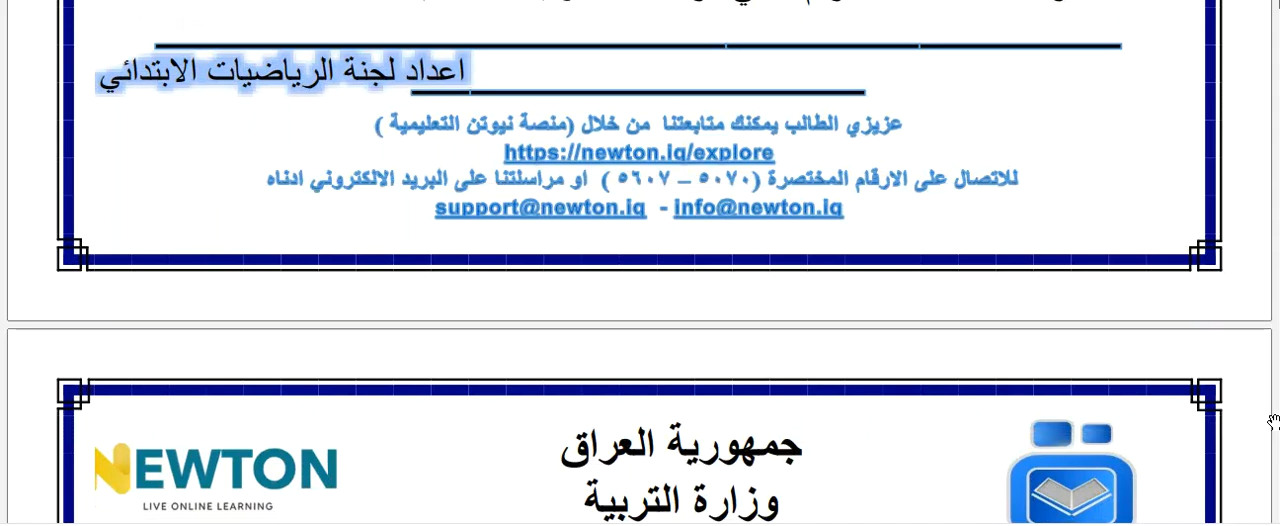 اعداد لجنة الرياضيات الابتدائي
عزيزي الطالب يمكنك متابعتنا من خلال (منصة نيوتن التعليمية )
https://newton.iq/explore
للاتصال على الارقام المختصرة (٥٠٧٠ – ٥٦٠٧ ) او مراسلتنا على البريد الالكتروني ادناه
support@newton.iq - info@newton.iq
جمهورية العراق
وزارة التربية
NEWTON
LIVE ONLINE LEARNING